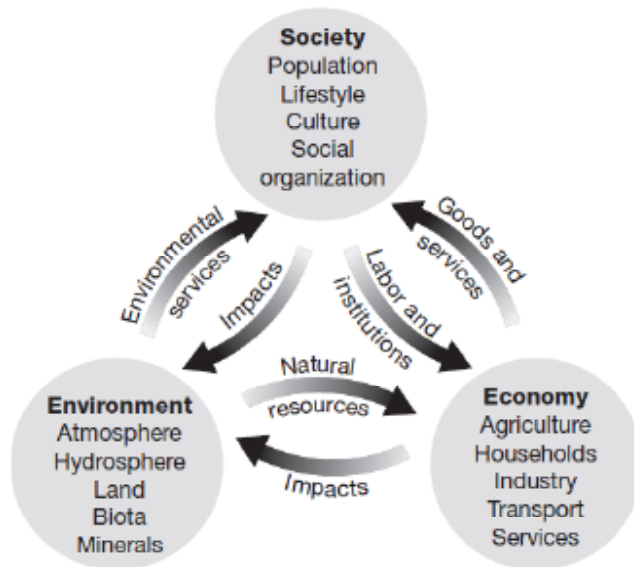 Society
Population
Lifestyle
Culture
Social
organization
Environmental
services
Impacts
Labor and
institutions
Goods and
services
Natural
resources
Impacts
Environment
Atmosphere
Hydrosphere
Land
Biota
Minerals
Economy
Agriculture
Households
Industry
Transport
Services